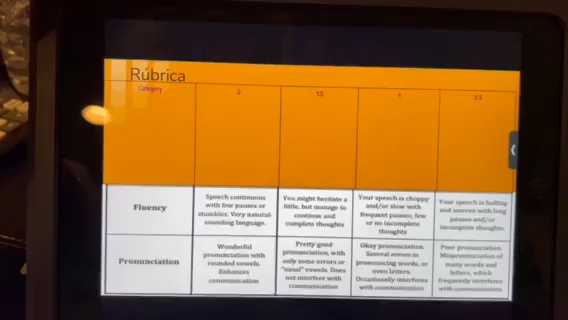 Rúbrica
Category 2 1.5 1 0.5
Fluency
Speech continuous
with few pauses or
stumbles. Very natural-
sounding language.
You might hesitate a
little, but manage to
continue and
complete thoughts
Your speech is choppy
and/or slow with
frequent pauses; few
or no incomplete
thoughts
Your speech is halting
and uneven with long
pauses and/or
incomplete thoughts.
Pronunciation
Wonderful
pronunciation with
rounded vowels.
Enhances
communication
Pretty good
pronunciation, with
only some errors or
"nasal" vowels. Does
not interfere with
communication
Okay pronunciation.
Several errors in
pronouncing words, or
even letters.
Occasionally interferes
with communication
Poor pronunciation.
Mispronunciation of
many words and
letters, which
frequently interferes
with communication